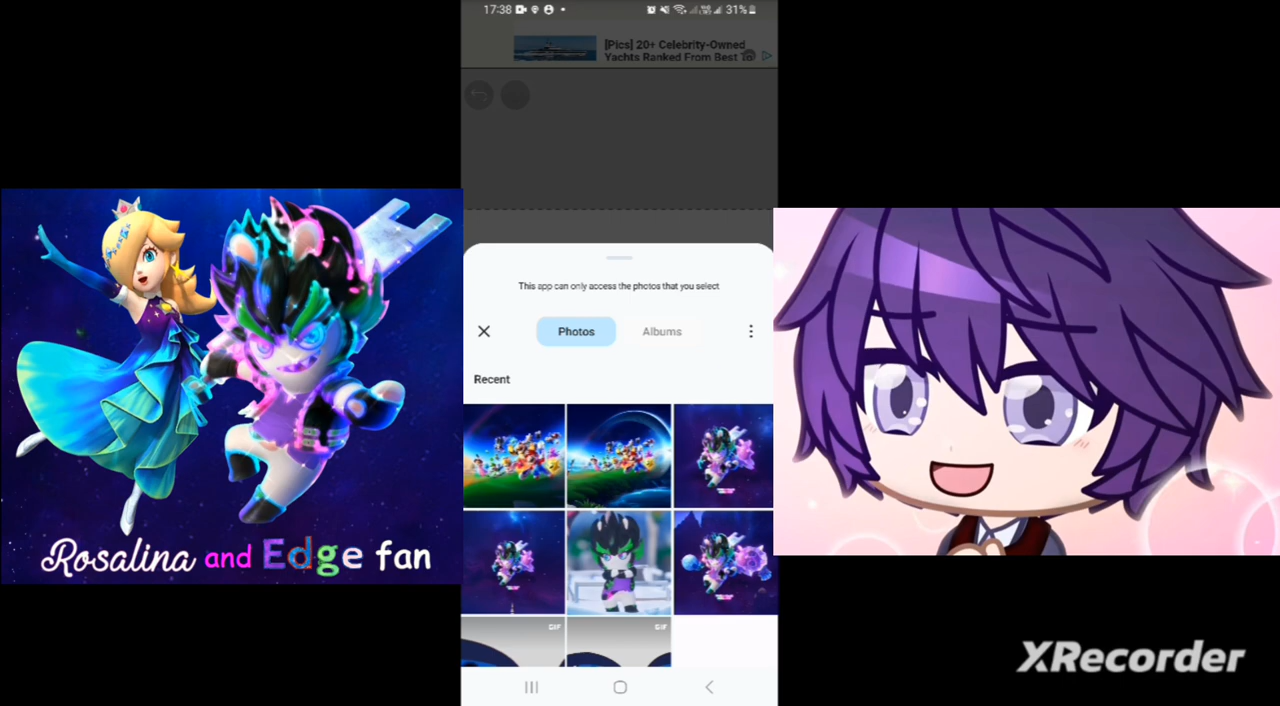 17:38
31%
[Pics] 20+ Celebrity-Owned
Yachts Ranked From Best To
This app can only access the photos that you select
Photos
Albums
Recent
GIF
GIF
Rosalina and Edge fan
XRecorder